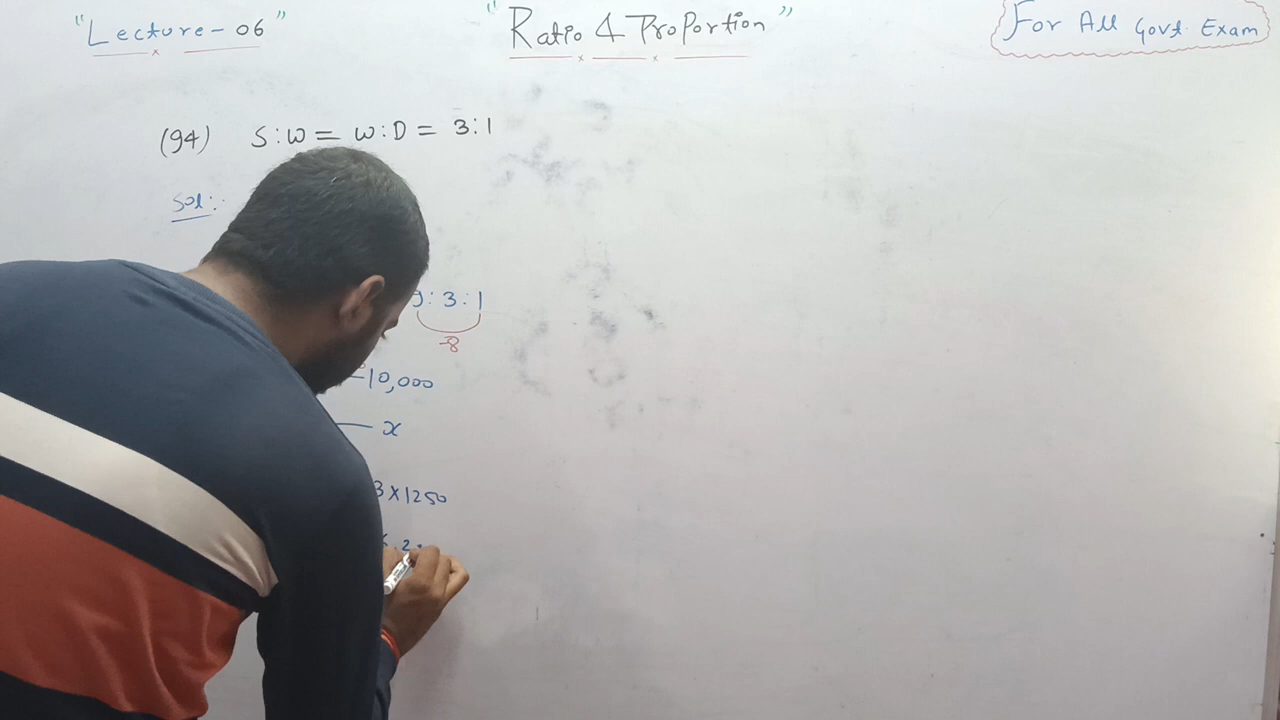 "Lecture-06"
"Ratio & Proportion"
For All Govt. Exam
(94) S:W = W:D = 3:1
Sol:-
9:3:1
-8
10,000
x
3 X 1250